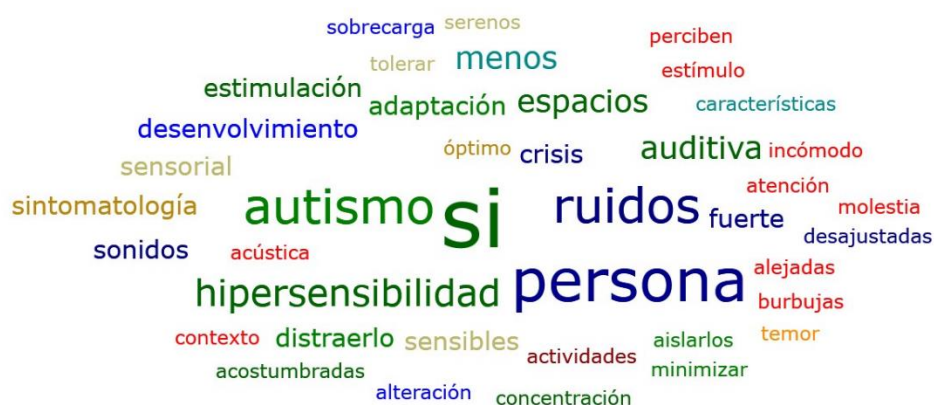 sobrecarga serenos
perciben
tolerar menos
estímulo
estimulación
adaptación espacios
características
desenvolvimiento
óptimo crisis
auditiva incómodo
sensorial
atención
sintomatología
autismo si ruidos
fuerte
molestia
desajustadas
sonidos
acústica
alejadas
hipersensibilidad persona
burbujas
contexto distraerlo sensibles
aislarlos
temor
actividades
minimizar
acostumbradas
alteración concentración